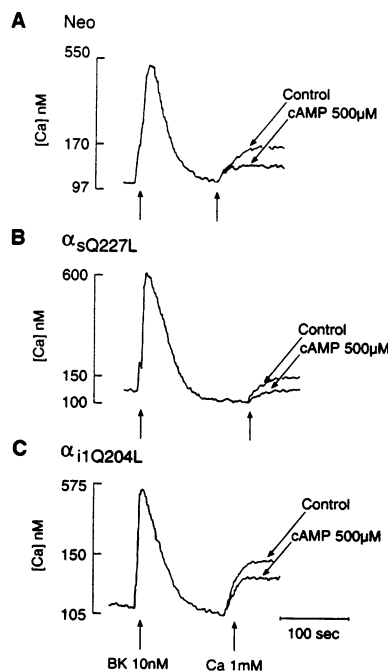 A Neo
550
[Ca] nM
170
97
Control
cAMP 500µM
B αsQ227L
600
[Ca] nM
150
100
Control
cAMP 500µM
C αi1Q204L
575
[Ca] nM
150
105
Control
cAMP 500µM
100 sec
BK 10nM
Ca 1mM